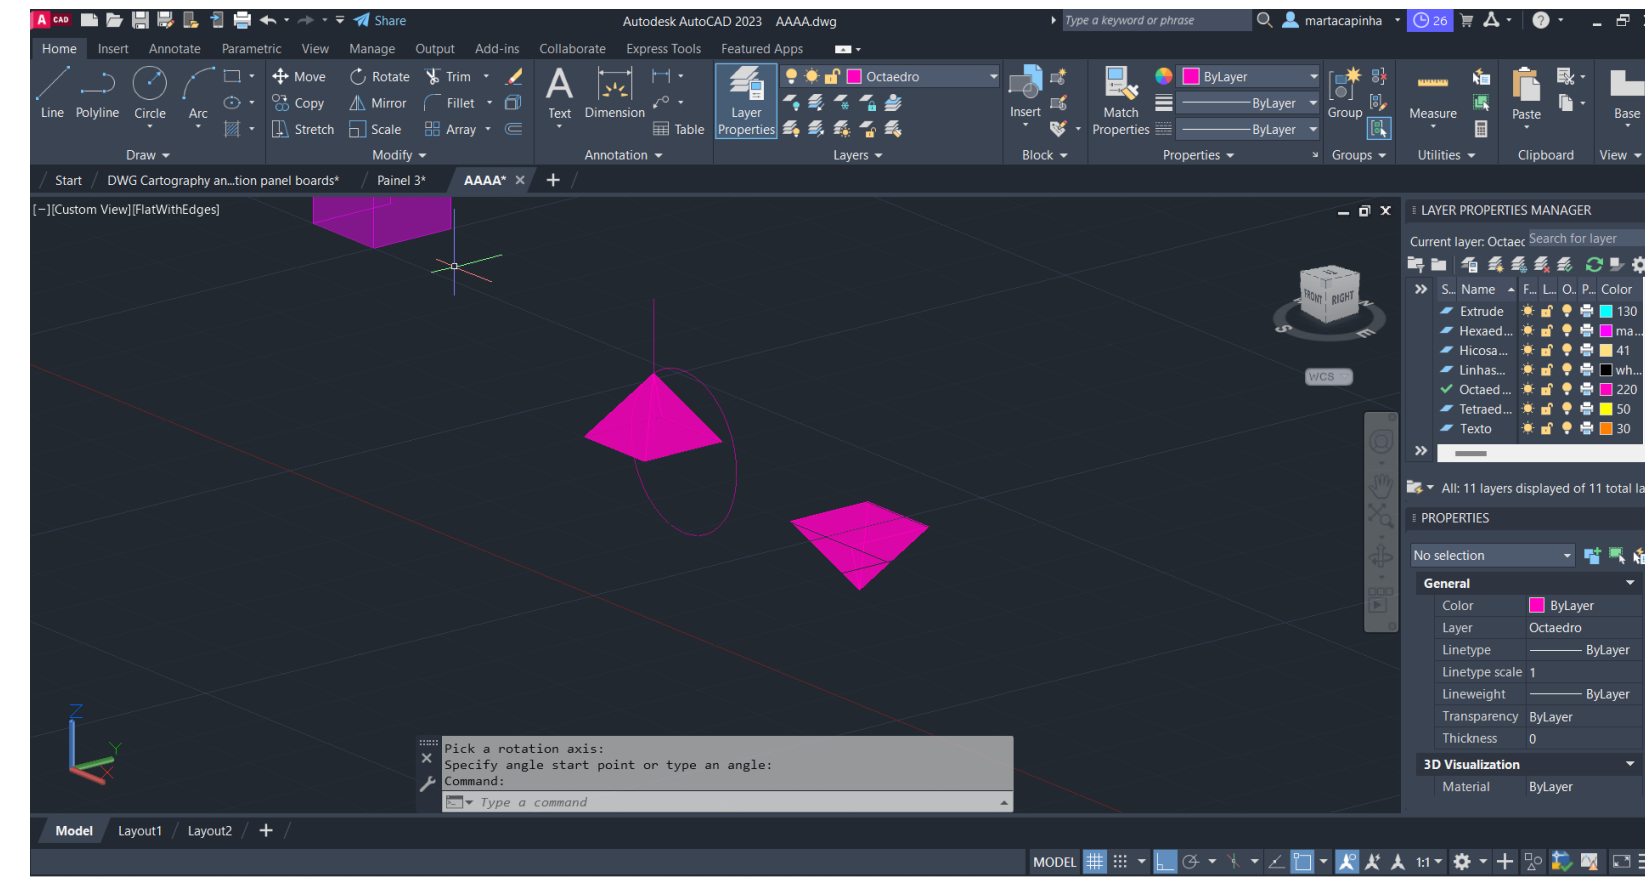 A CAD Share Autodesk AutoCAD 2023 AAAA.dwg Type a keyword or phrase martacapinha 26
Home Insert Annotate Parametric View Manage Output Add-ins Collaborate Express Tools Featured Apps
Line Polyline Circle Arc
Move Rotate Trim
Copy Mirror Fillet
Stretch Scale Array
Text Dimension Table
Layer Properties
Octaedro
Insert
Match Properties
ByLayer
ByLayer
ByLayer
Group
Measure
Paste
Base
Draw Modify Annotation Layers Block Properties Groups Utilities Clipboard View
Start DWG Cartography an...tion panel boards* Painel 3* AAAA*
[−][Custom View][FlatWithEdges]
FRONT RIGHT
S E
WCS
LAYER PROPERTIES MANAGER
Current layer: Octaec Search for layer
S... Name F... L... O.. P... Color
Extrude 130
Hexaed... ma...
Hicosa... 41
Linhas... wh...
Octaed... 220
Tetraed... 50
Texto 30
All: 11 layers displayed of 11 total la
PROPERTIES
No selection
General
Color ByLayer
Layer Octaedro
Linetype ByLayer
Linetype scale 1
Lineweight ByLayer
Transparency ByLayer
Thickness 0
3D Visualization
Material ByLayer
Z
Y
X
Pick a rotation axis:
Specify angle start point or type an angle:
Command:
Type a command
Model Layout1 Layout2
MODEL 1:1